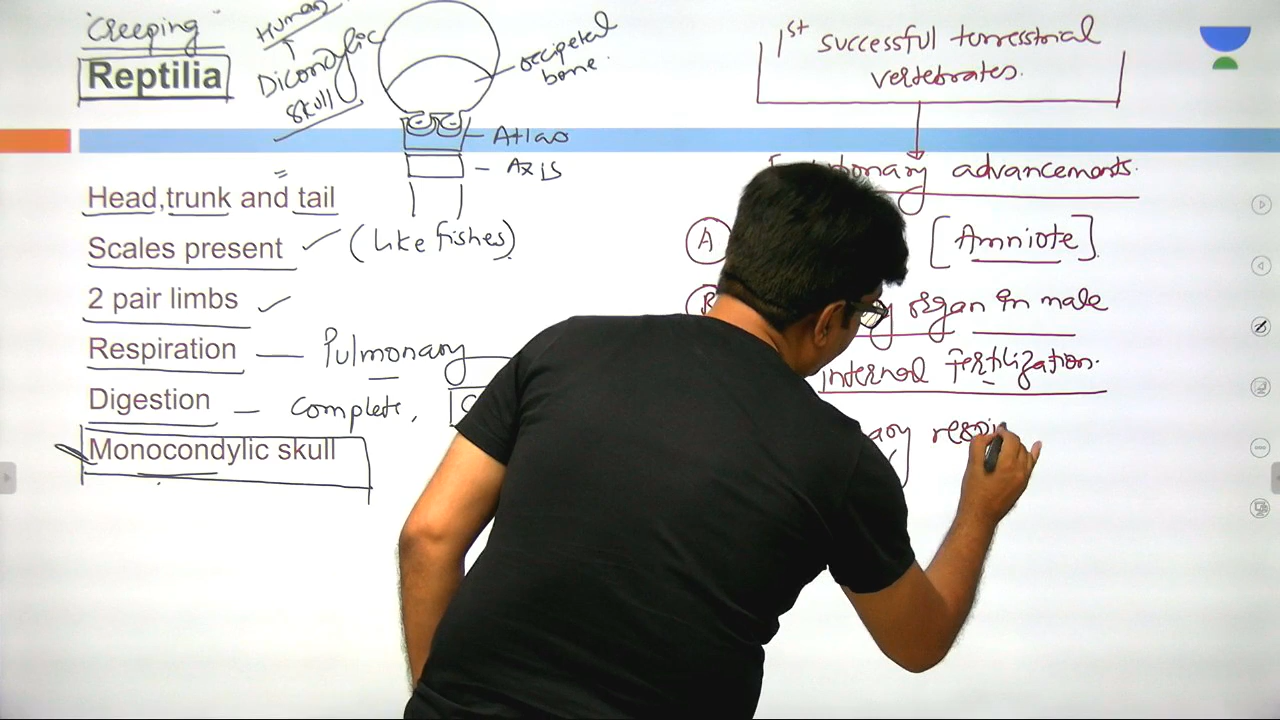 "Creeping"
Reptilia
Human
Dicondylic
Skull
occipetal
bone.
Atlas
Axis
Head,trunk and tail
Scales present (like fishes)
2 pair limbs
Respiration — Pulmonary
Digestion — Complete,
Monocondylic skull
1st successful terrestrial
vertebrates.
advancements.
A [Amniote].
B organ in male
internal fertilization.